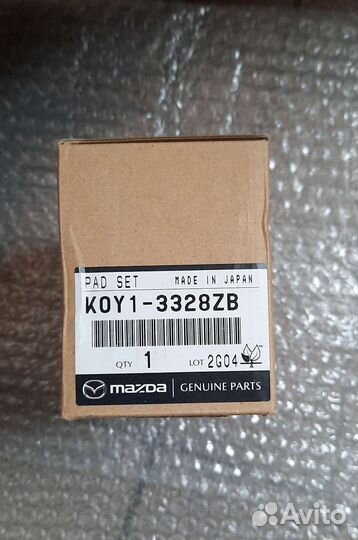 PAD SET MADE IN JAPAN
K0Y1-3328ZB
QTY 1 LOT 2G04
mazda GENUINE PARTS
Avito